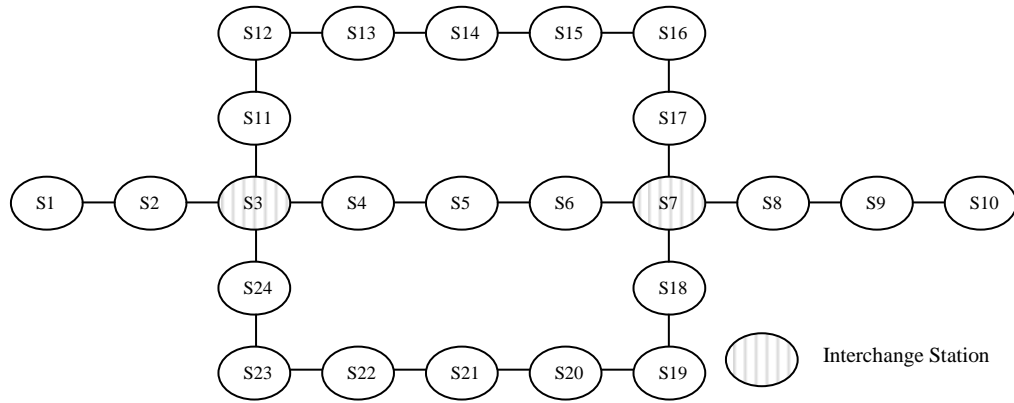 S12 S13 S14 S15 S16
S11 S17
S1 S2 S3 S4 S5 S6 S7 S8 S9 S10
S24 S18
Interchange Station
S23 S22 S21 S20 S19